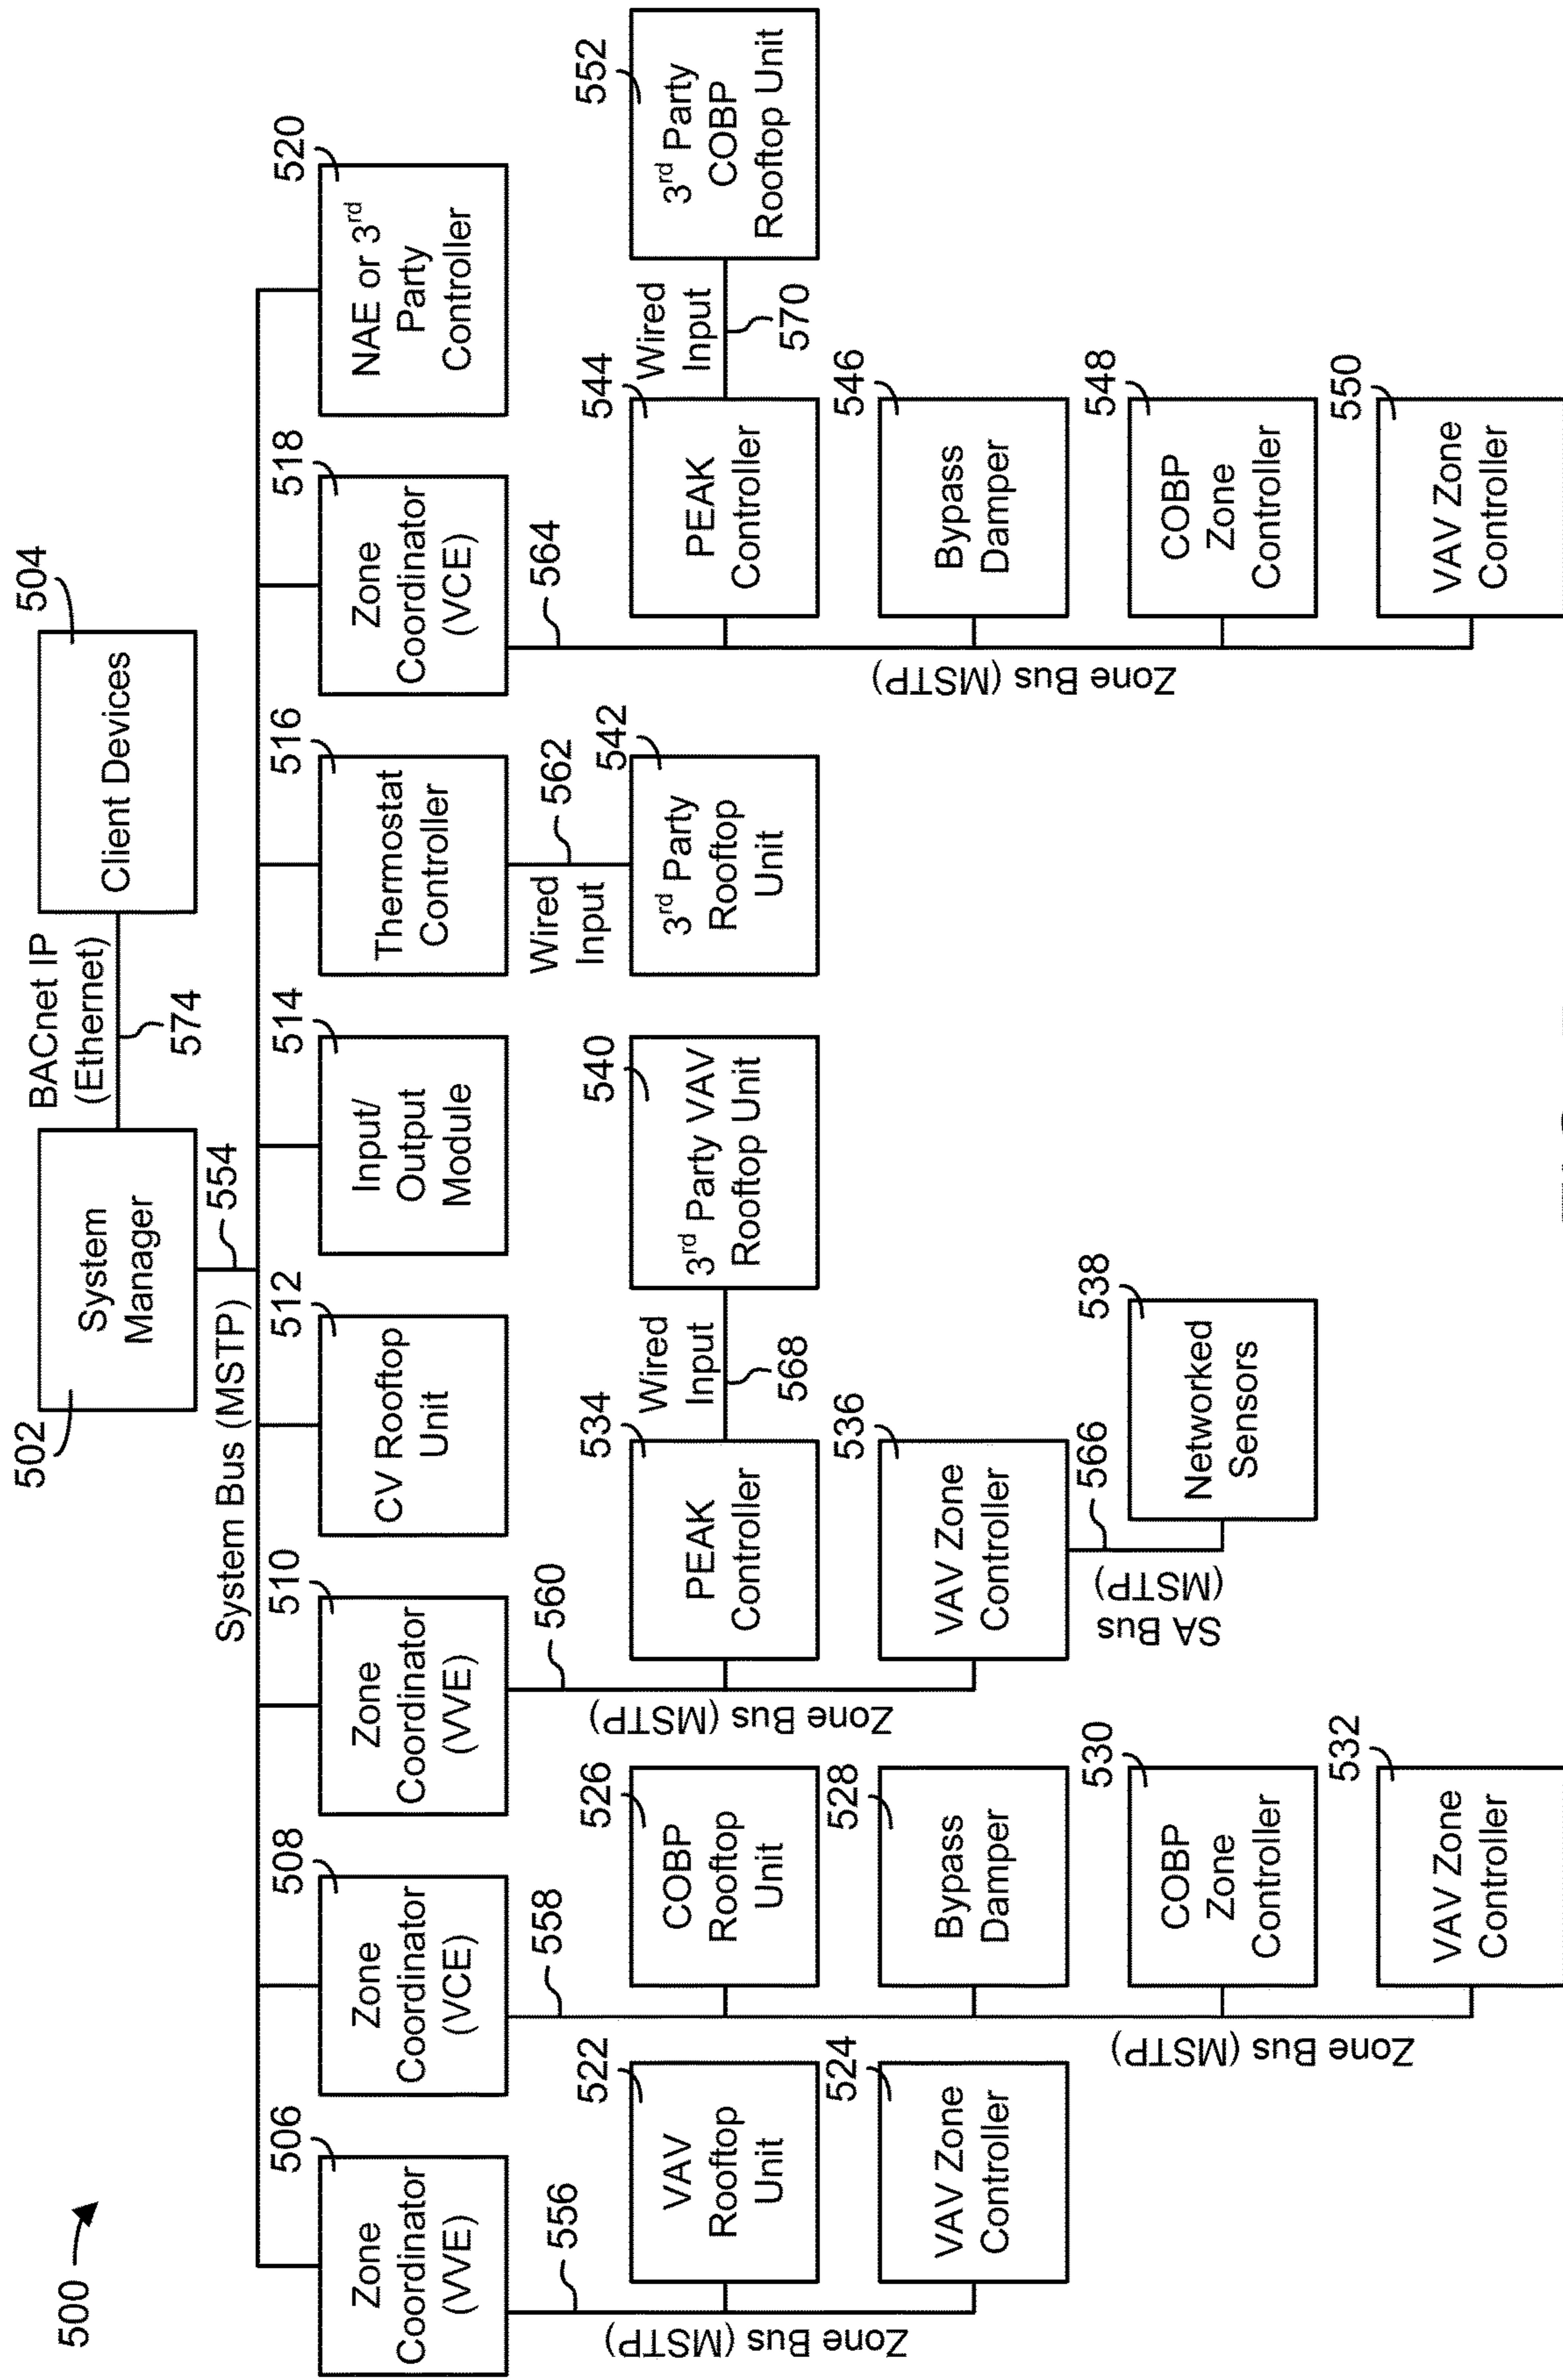 500
502
System
Manager
BACnet IP
(Ethernet)
574
504
Client Devices
System Bus (MSTP)
554
506
Zone
Coordinator
(VVE)
508
Zone
Coordinator
(VCE)
510
Zone
Coordinator
(VVE)
512
CV Rooftop
Unit
514
Input/
Output
Module
516
Thermostat
Controller
518
Zone
Coordinator
(VCE)
520
NAE or 3rd
Party
Controller
556
Zone Bus (MSTP)
522
VAV
Rooftop
Unit
524
VAV Zone
Controller
558
Zone Bus (MSTP)
526
COBP
Rooftop
Unit
528
Bypass
Damper
530
COBP
Zone
Controller
532
VAV Zone
Controller
560
Zone Bus (MSTP)
534
PEAK
Controller
Wired
Input
568
540
3rd Party VAV
Rooftop Unit
536
VAV Zone
Controller
566
SA Bus
(MSTP)
538
Networked
Sensors
562
Wired
Input
542
3rd Party
Rooftop
Unit
564
Zone Bus (MSTP)
544
PEAK
Controller
Wired
Input
570
552
3rd Party
COBP
Rooftop Unit
546
Bypass
Damper
548
COBP
Zone
Controller
550
VAV Zone
Controller